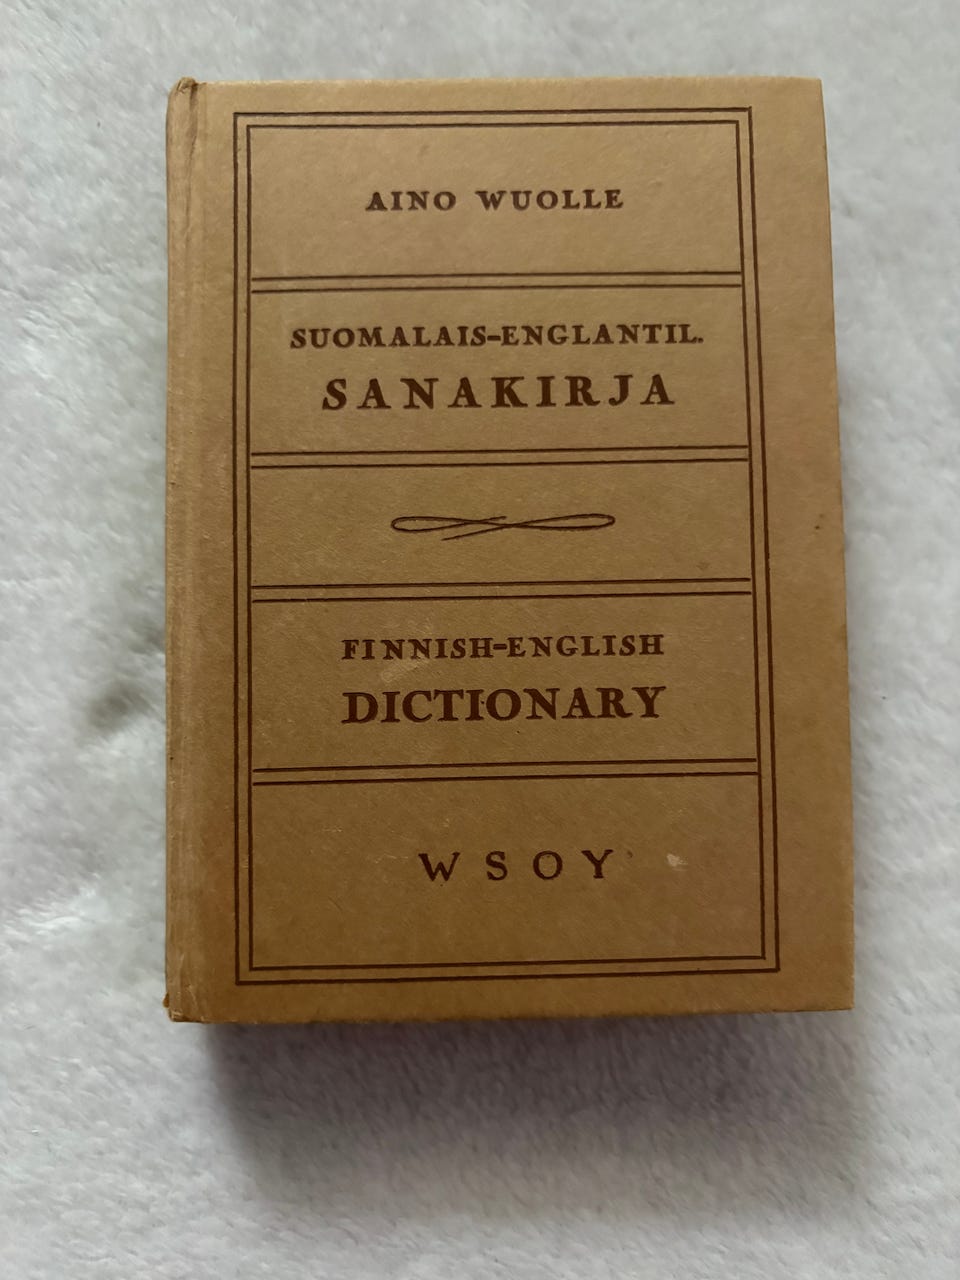 AINO WUOLLE
SUOMALAIS-ENGLANTIL.
SANAKIRJA
FINNISH-ENGLISH
DICTIONARY
WSOY